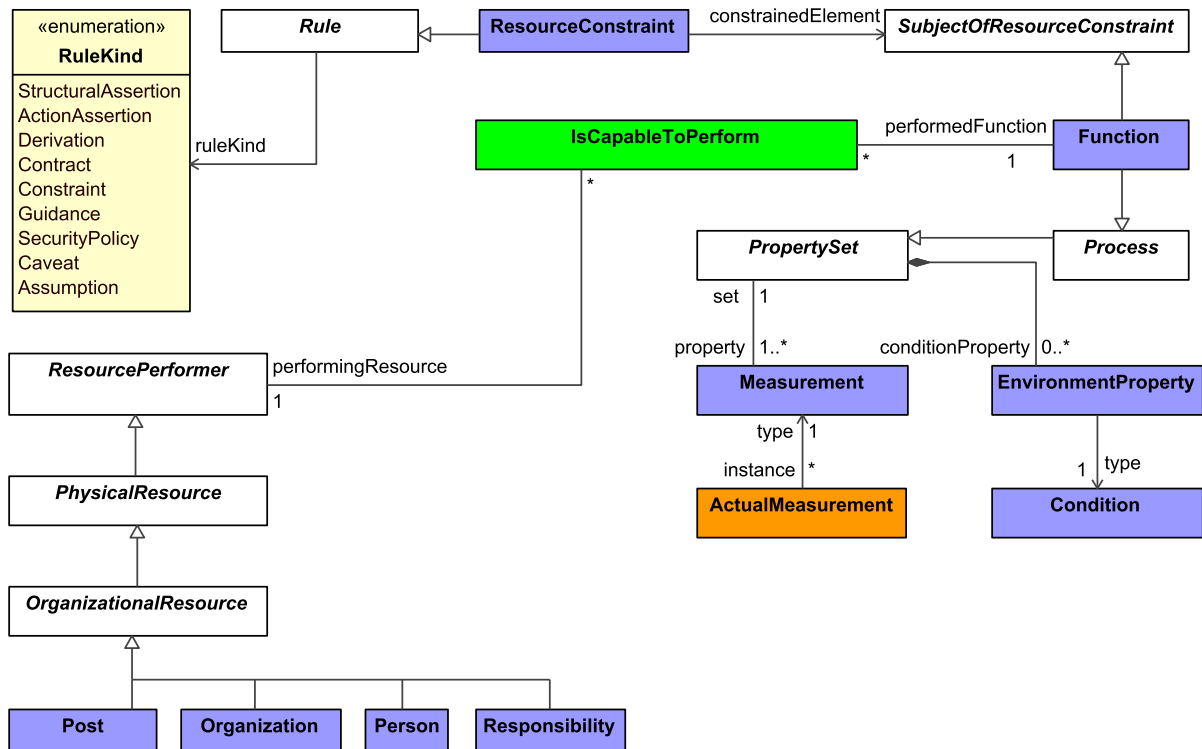 «enumeration»
RuleKind
StructuralAssertion
ActionAssertion
Derivation
Contract
Constraint
Guidance
SecurityPolicy
Caveat
Assumption
Rule
ruleKind
ResourceConstraint
constrainedElement
SubjectOfResourceConstraint
IsCapableToPerform
performedFunction
*
1
Function
*
PropertySet
Process
set
1
property
1..*
conditionProperty
0..*
ResourcePerformer
performingResource
1
Measurement
EnvironmentProperty
type
1
instance
*
1
type
ActualMeasurement
Condition
PhysicalResource
OrganizationalResource
Post
Organization
Person
Responsibility